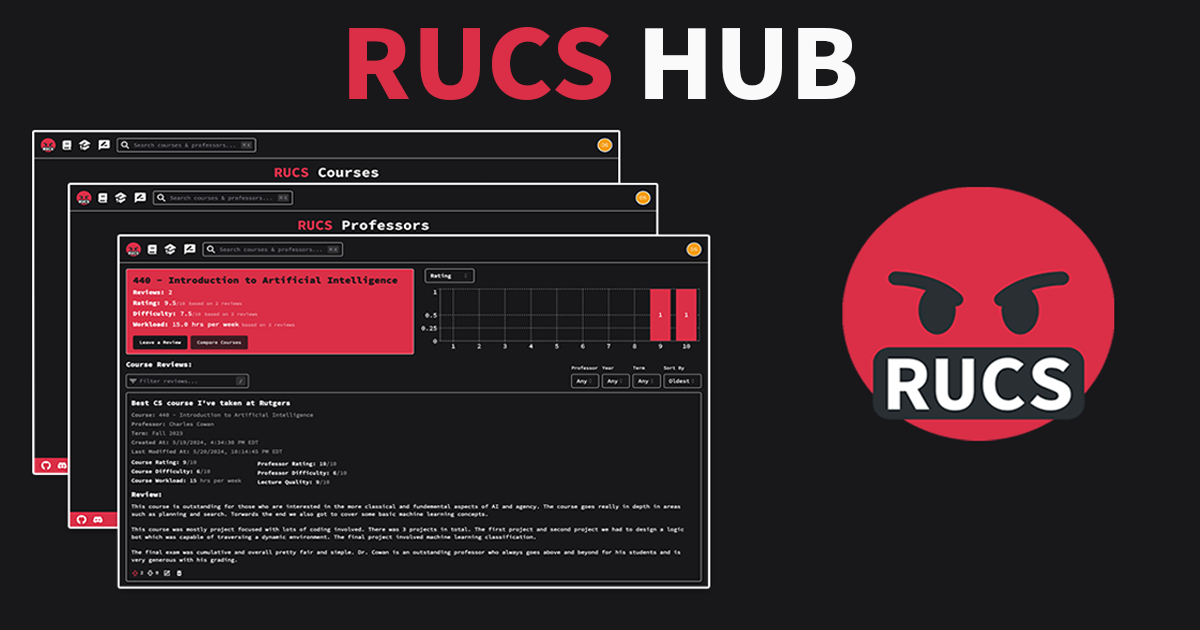 RUCS HUB
Search courses & professors...
RUCS Courses
Search courses & professors...
RUCS Professors
Search courses & professors...
440 - Introduction to Artificial Intelligence
Reviews: 2
Rating: 9.5/10 based on 2 reviews
Difficulty: 7.5/10 based on 2 reviews
Workload: 15.0 hrs per week based on 2 reviews
Leave a Review Compare Courses
Rating
1
0.5
0.25
0
1 1
1 2 3 4 5 6 7 8 9 10
Course Reviews:
Filter reviews... /
Professor Year Term Sort By
Any Any Any Oldest
Best CS course I've taken at Rutgers
Course: 440 - Introduction to Artificial Intelligence
Professor: Charles Cowan
Term: Fall 2023
Created At: 5/19/2024, 4:34:38 PM EDT
Last Modified At: 5/20/2024, 10:14:45 PM EDT
Course Rating: 9/10
Course Difficulty: 6/10
Course Workload: 15 hrs per week
Professor Rating: 10/10
Professor Difficulty: 6/10
Lecture Quality: 9/10
Review:
This course is outstanding for those who are interested in the more classical and fundemental aspects of AI and agency. The course goes really in depth in areas
such as planning and search. Torwards the end we also got to cover some basic machine learning concepts.
This course was mostly project focused with lots of coding involved. There was 3 projects in total. The first project and second project we had to design a logic
bot which was capable of traversing a dynamic environment. The final project involved machine learning classification.
The final exam was cumulative and overall pretty fair and simple. Dr. Cowan is an outstanding professor who always goes above and beyond for his students and is
very generous with his grading.
2 0
RUCS